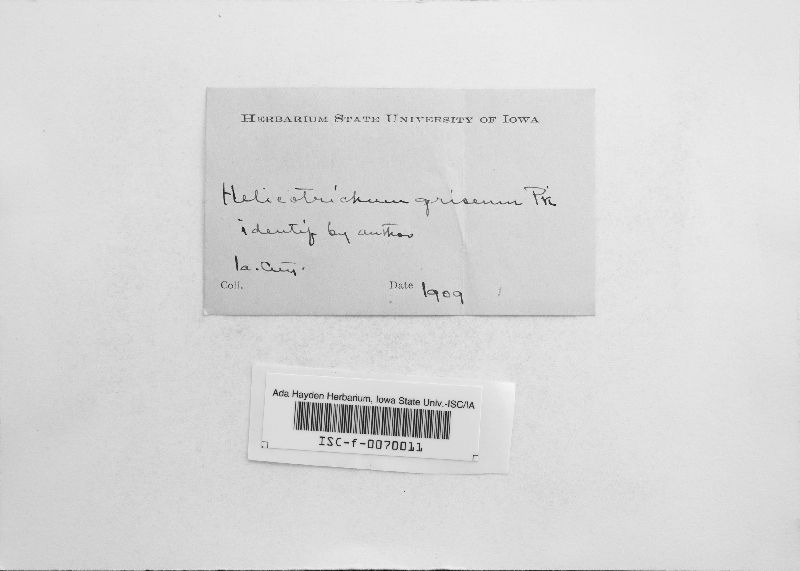 Herbarium State University of Iowa
Helicotrichum griseum Pk
identif by author
Ia. City.
Coll.
Date 1909
Ada Hayden Herbarium, Iowa State Univ.-ISC/IA
ISC-f-0070011